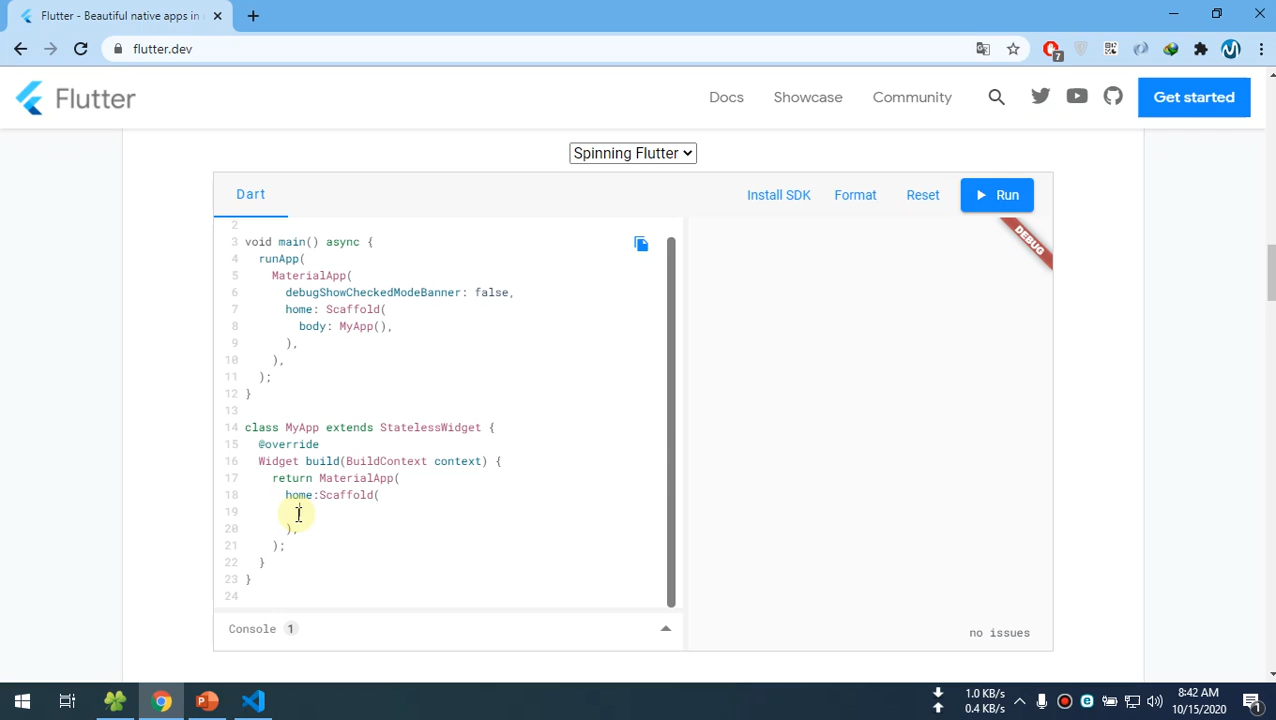 Flutter - Beautiful native apps in
flutter.dev
7
Flutter
Docs
Showcase
Community
Get started
Spinning Flutter
Dart
Install SDK
Format
Reset
Run
2
3 void main() async {
4 runApp(
5 MaterialApp(
6 debugShowCheckedModeBanner: false,
7 home: Scaffold(
8 body: MyApp(),
9 ),
10 ),
11 );
12 }
13
14 class MyApp extends StatelessWidget {
15 @override
16 Widget build(BuildContext context) {
17 return MaterialApp(
18 home:Scaffold(
19
20 ),
21 );
22 }
23 }
24
DEBUG
Console 1
no issues
1.0 KB/s
0.4 KB/s
8:42 AM
10/15/2020
1